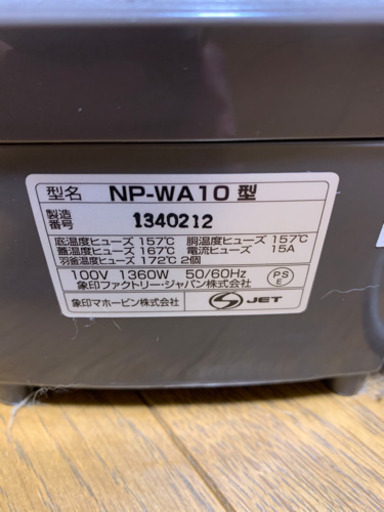 型名 NP-WA10 型
製造番号 1340212
底温度ヒューズ 157℃ 胴温度ヒューズ 157℃
蓋温度ヒューズ 167℃ 電流ヒューズ 15A
羽釜温度ヒューズ 172℃ 2個
100V 1360W 50/60Hz
象印ファクトリー・ジャパン株式会社
PSE
象印マホービン株式会社
S JET